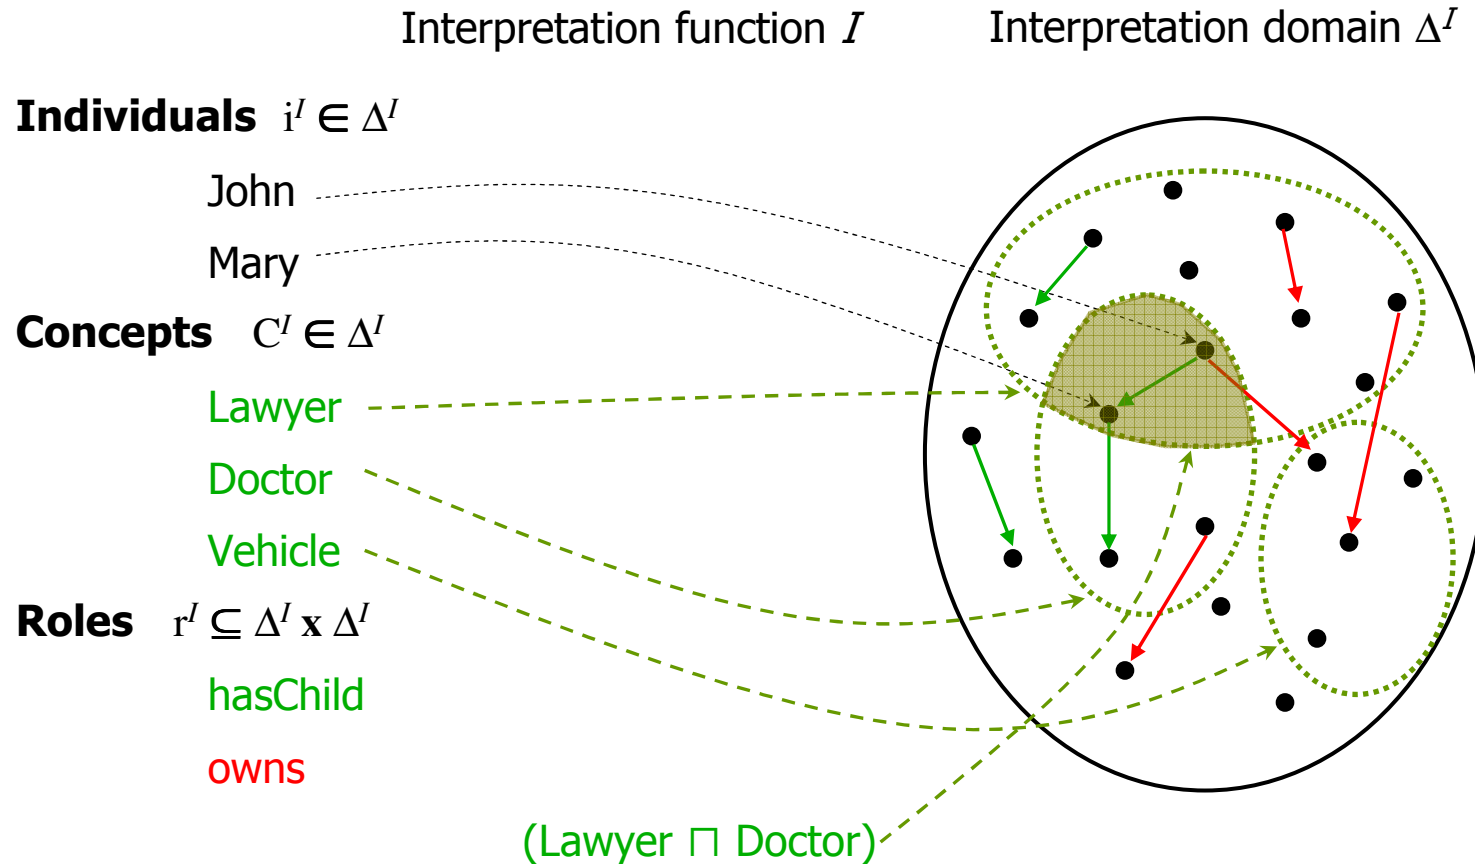 Interpretation function I
Interpretation domain Δᴵ
Individuals iᴵ ∈ Δᴵ
John
Mary
Concepts Cᴵ ∈ Δᴵ
Lawyer
Doctor
Vehicle
Roles rᴵ ⊆ Δᴵ x Δᴵ
hasChild
owns
(Lawyer ⊓ Doctor)